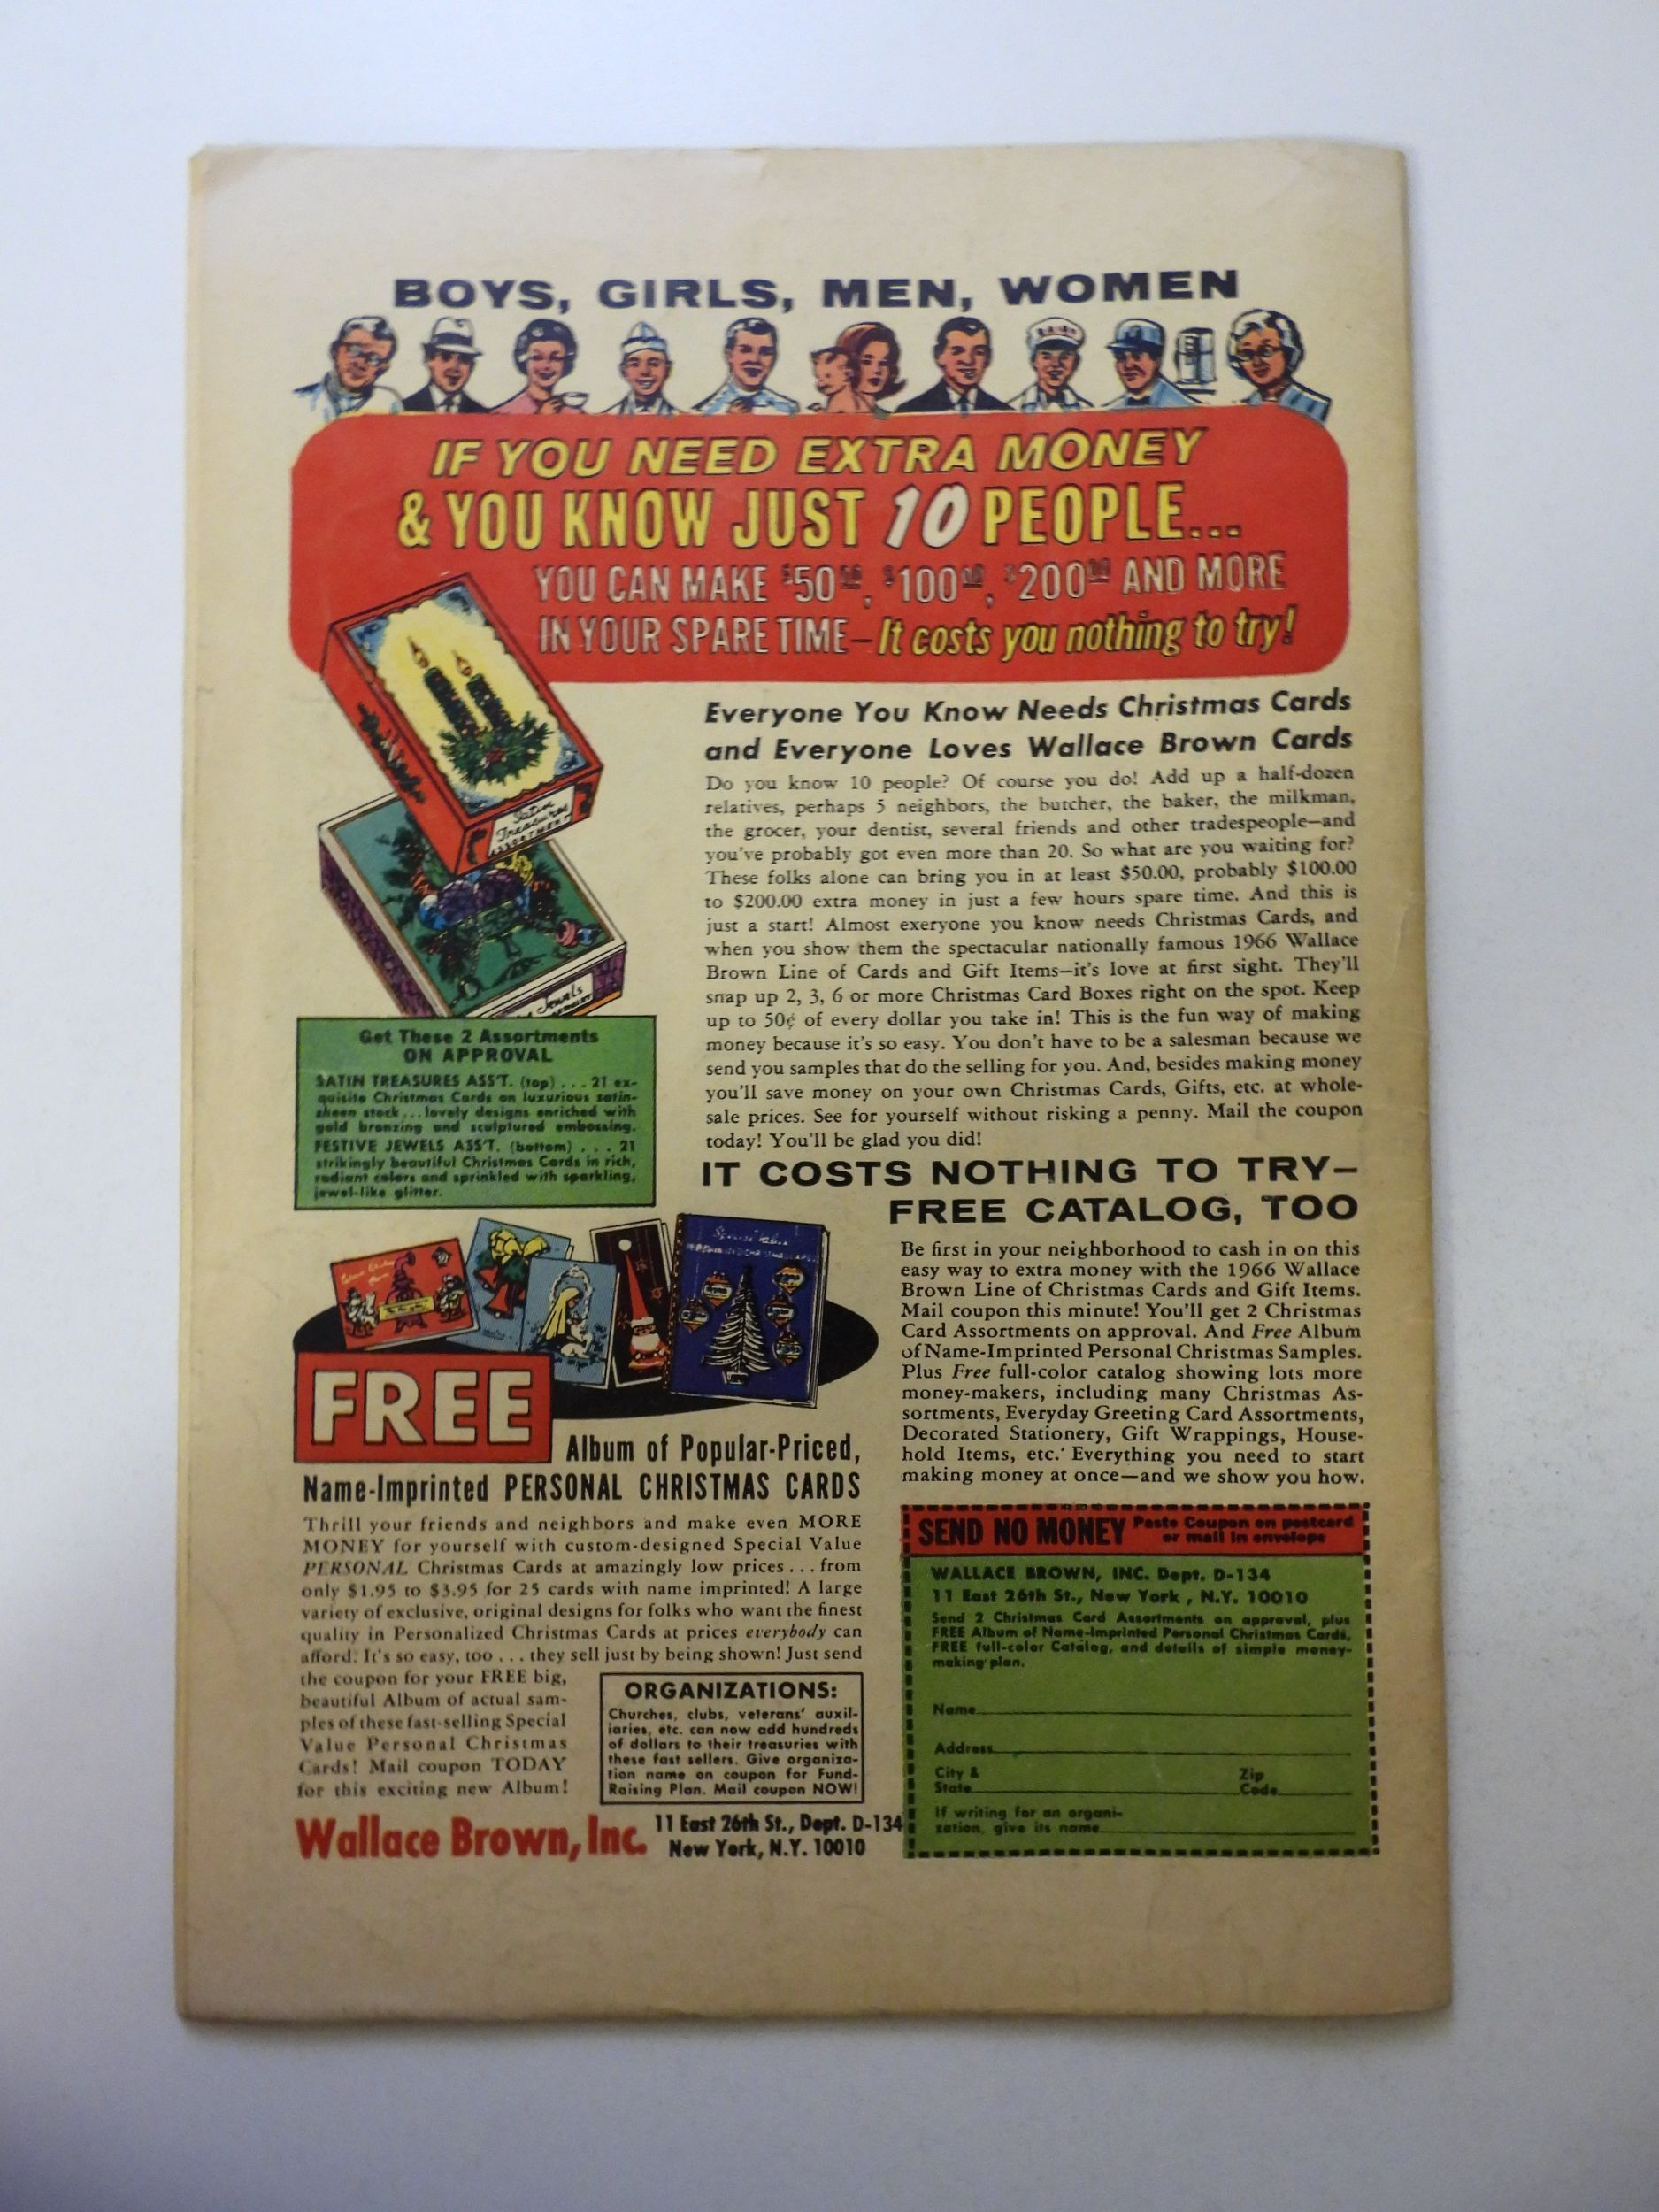 BOYS, GIRLS, MEN, WOMEN
IF YOU NEED EXTRA MONEY
& YOU KNOW JUST 10 PEOPLE...
YOU CAN MAKE $50.00, $100.00, $200.00 AND MORE
IN YOUR SPARE TIME—It costs you nothing to try!
Satin
Treasures
ASSORTMENT
Jewels
Get These 2 Assortments
ON APPROVAL
SATIN TREASURES ASS'T. (top) . . . 21 ex-
quisite Christmas Cards on luxurious satin-
sheen stock . . . lovely designs enriched with
gold bronzing and sculptured embossing.
FESTIVE JEWELS ASS'T. (bottom) . . . 21
strikingly beautiful Christmas Cards in rich,
radiant colors and sprinkled with sparkling,
jewel-like glitter.
Everyone You Know Needs Christmas Cards
and Everyone Loves Wallace Brown Cards
Do you know 10 people? Of course you do! Add up a half-dozen
relatives, perhaps 5 neighbors, the butcher, the baker, the milkman,
the grocer, your dentist, several friends and other tradespeople—and
you've probably got even more than 20. So what are you waiting for?
These folks alone can bring you in at least $50.00, probably $100.00
to $200.00 extra money in just a few hours spare time. And this is
just a start! Almost exeryone you know needs Christmas Cards, and
when you show them the spectacular nationally famous 1966 Wallace
Brown Line of Cards and Gift Items—it's love at first sight. They'll
snap up 2, 3, 6 or more Christmas Card Boxes right on the spot. Keep
up to 50¢ of every dollar you take in! This is the fun way of making
money because it's so easy. You don't have to be a salesman because we
send you samples that do the selling for you. And, besides making money
you'll save money on your own Christmas Cards, Gifts, etc. at whole-
sale prices. See for yourself without risking a penny. Mail the coupon
today! You'll be glad you did!
IT COSTS NOTHING TO TRY—
FREE CATALOG, TOO
Be first in your neighborhood to cash in on this
easy way to extra money with the 1966 Wallace
Brown Line of Christmas Cards and Gift Items.
Mail coupon this minute! You'll get 2 Christmas
Card Assortments on approval. And Free Album
of Name-Imprinted Personal Christmas Samples.
Plus Free full-color catalog showing lots more
money-makers, including many Christmas As-
sortments, Everyday Greeting Card Assortments,
Decorated Stationery, Gift Wrappings, House-
hold Items, etc. Everything you need to start
making money at once—and we show you how.
Special Value
FREE
Album of Popular-Priced,
Name-Imprinted PERSONAL CHRISTMAS CARDS
Thrill your friends and neighbors and make even MORE
MONEY for yourself with custom-designed Special Value
PERSONAL Christmas Cards at amazingly low prices . . . from
only $1.95 to $3.95 for 25 cards with name imprinted! A large
variety of exclusive, original designs for folks who want the finest
quality in Personalized Christmas Cards at prices everybody can
afford. It's so easy, too . . . they sell just by being shown! Just send
the coupon for your FREE big,
beautiful Album of actual sam-
ples of these fast-selling Special
Value Personal Christmas
Cards! Mail coupon TODAY
for this exciting new Album!
ORGANIZATIONS:
Churches, clubs, veterans' auxil-
iaries, etc. can now add hundreds
of dollars to their treasuries with
these fast sellers. Give organiza-
tion name on coupon for Fund-
Raising Plan. Mail coupon NOW!
Wallace Brown, Inc. 11 East 26th St., Dept. D-134
New York, N.Y. 10010
SEND NO MONEY Paste Coupon on postcard
or mail in envelope
WALLACE BROWN, INC. Dept. D-134
11 East 26th St., New York , N.Y. 10010
Send 2 Christmas Card Assortments on approval, plus
FREE Album of Name-Imprinted Personal Christmas Cards,
FREE full-color Catalog, and details of simple money-
making plan.
Name
Address
City & Zip
State Code
If writing for an organi-
zation, give its name